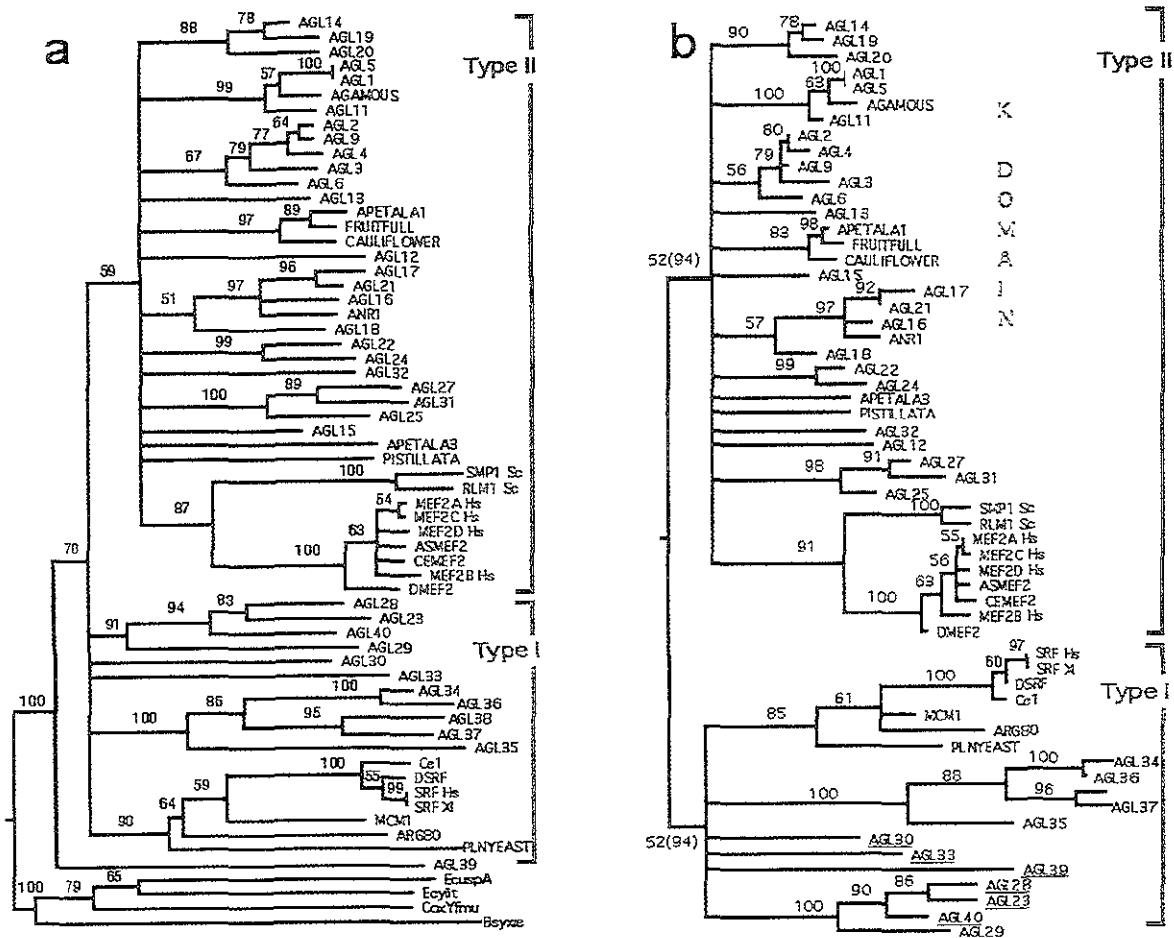 a
Type II
88
78
AGL14
AGL19
AGL20
99
57
100
AGL5
AGL1
AGAMOUS
AGL11
67
79
77
64
AGL2
AGL9
AGL4
AGL3
AGL6
AGL13
97
89
APETALA1
FRUITFULL
CAULIFLOWER
AGL12
59
51
97
96
AGL17
AGL21
AGL16
ANR1
AGL18
99
AGL22
AGL24
AGL32
100
89
AGL27
AGL31
AGL25
AGL15
APETALA3
PISTILLATA
87
100
SMP1 Sc
RLM1 Sc
100
63
54
MEF2A Hs
MEF2C Hs
MEF2D Hs
ASMEF2
CEMEF2
MEF2B Hs
DMEF2
70
Type I
91
94
83
AGL28
AGL23
AGL40
AGL29
AGL30
AGL33
100
86
100
AGL34
AGL36
95
AGL38
AGL37
AGL35
90
64
59
100
55
99
Ce1
DSRF
SRF Hs
SRF Xl
MCM1
ARG80
PLNYEAST
100
AGL39
100
79
65
EcuspA
Ecyiit
CoxYfmu
Bsyxie
b
Type II
K DOMAIN
90
78
AGL14
AGL19
AGL20
100
63
100
AGL1
AGL5
AGAMOUS
AGL11
56
79
80
AGL2
AGL4
AGL9
AGL3
AGL6
AGL13
83
98
APETALA1
FRUITFULL
CAULIFLOWER
52(94)
AGL15
57
97
92
AGL17
AGL21
AGL16
ANR1
AGL18
99
AGL22
AGL24
APETALA3
PISTILLATA
AGL32
AGL12
98
91
AGL27
AGL31
AGL25
91
100
SMP1 Sc
RLM1 Sc
100
63
56
55
MEF2A Hs
MEF2C Hs
MEF2D Hs
ASMEF2
CEMEF2
MEF2B Hs
DMEF2
Type I
85
61
100
60
97
SRF Hs
SRF Xl
DSRF
Ce1
MCM1
ARG80
PLNYEAST
100
88
100
AGL34
AGL36
96
AGL37
AGL35
52(94)
AGL30
AGL33
AGL39
100
90
86
AGL28
AGL23
AGL40
AGL29